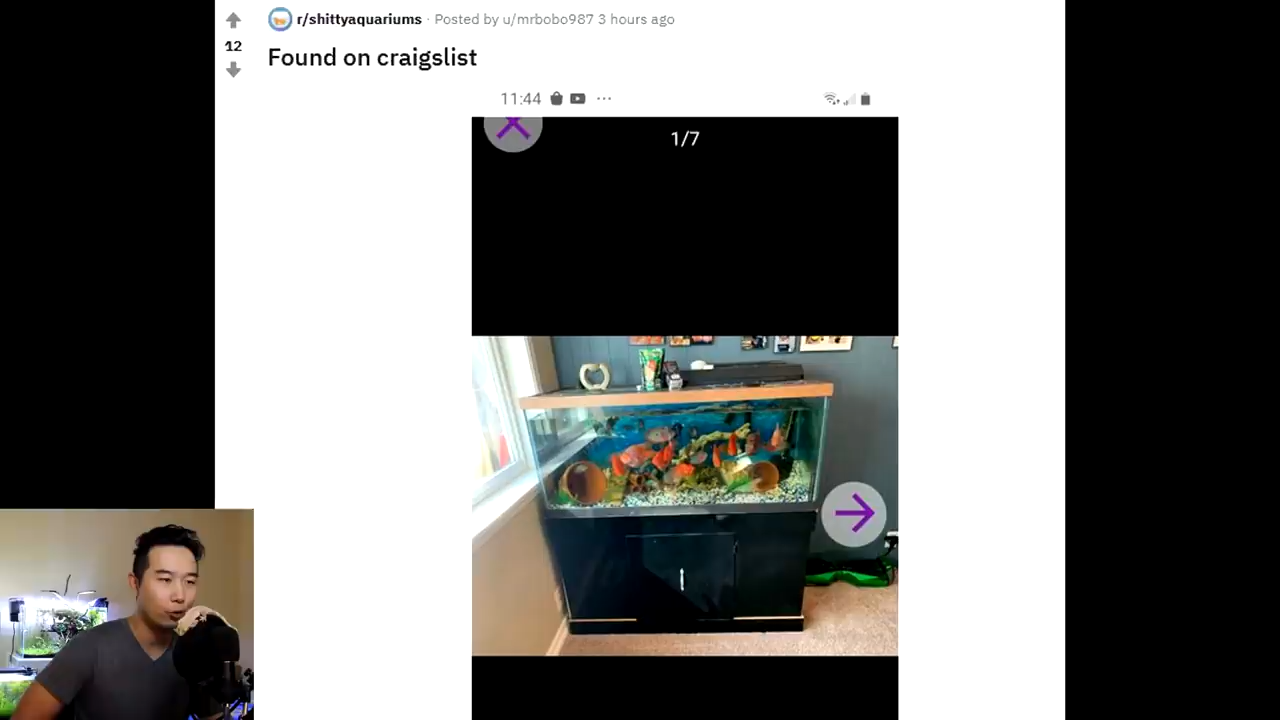 r/shittyaquariums · Posted by u/mrbobo987 3 hours ago
12
Found on craigslist
11:44
1/7